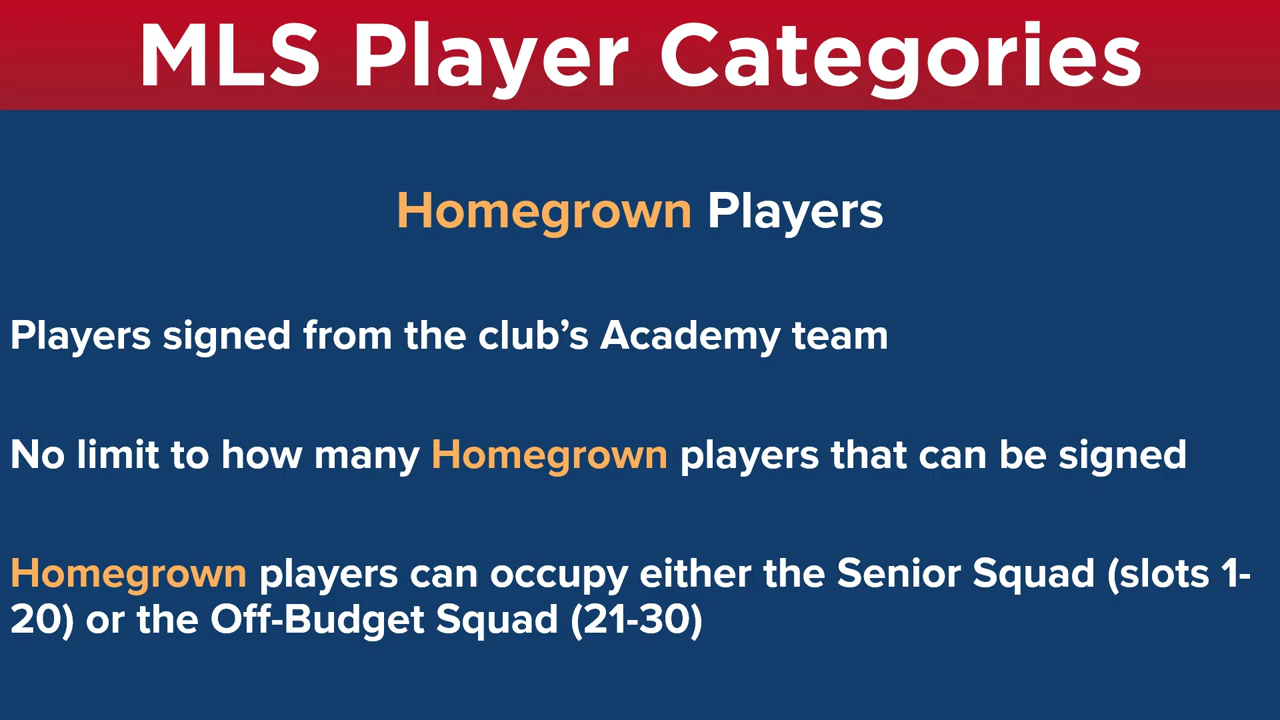 MLS Player Categories
Homegrown Players
Players signed from the club’s Academy team
No limit to how many Homegrown players that can be signed
Homegrown players can occupy either the Senior Squad (slots 1-
20) or the Off-Budget Squad (21-30)